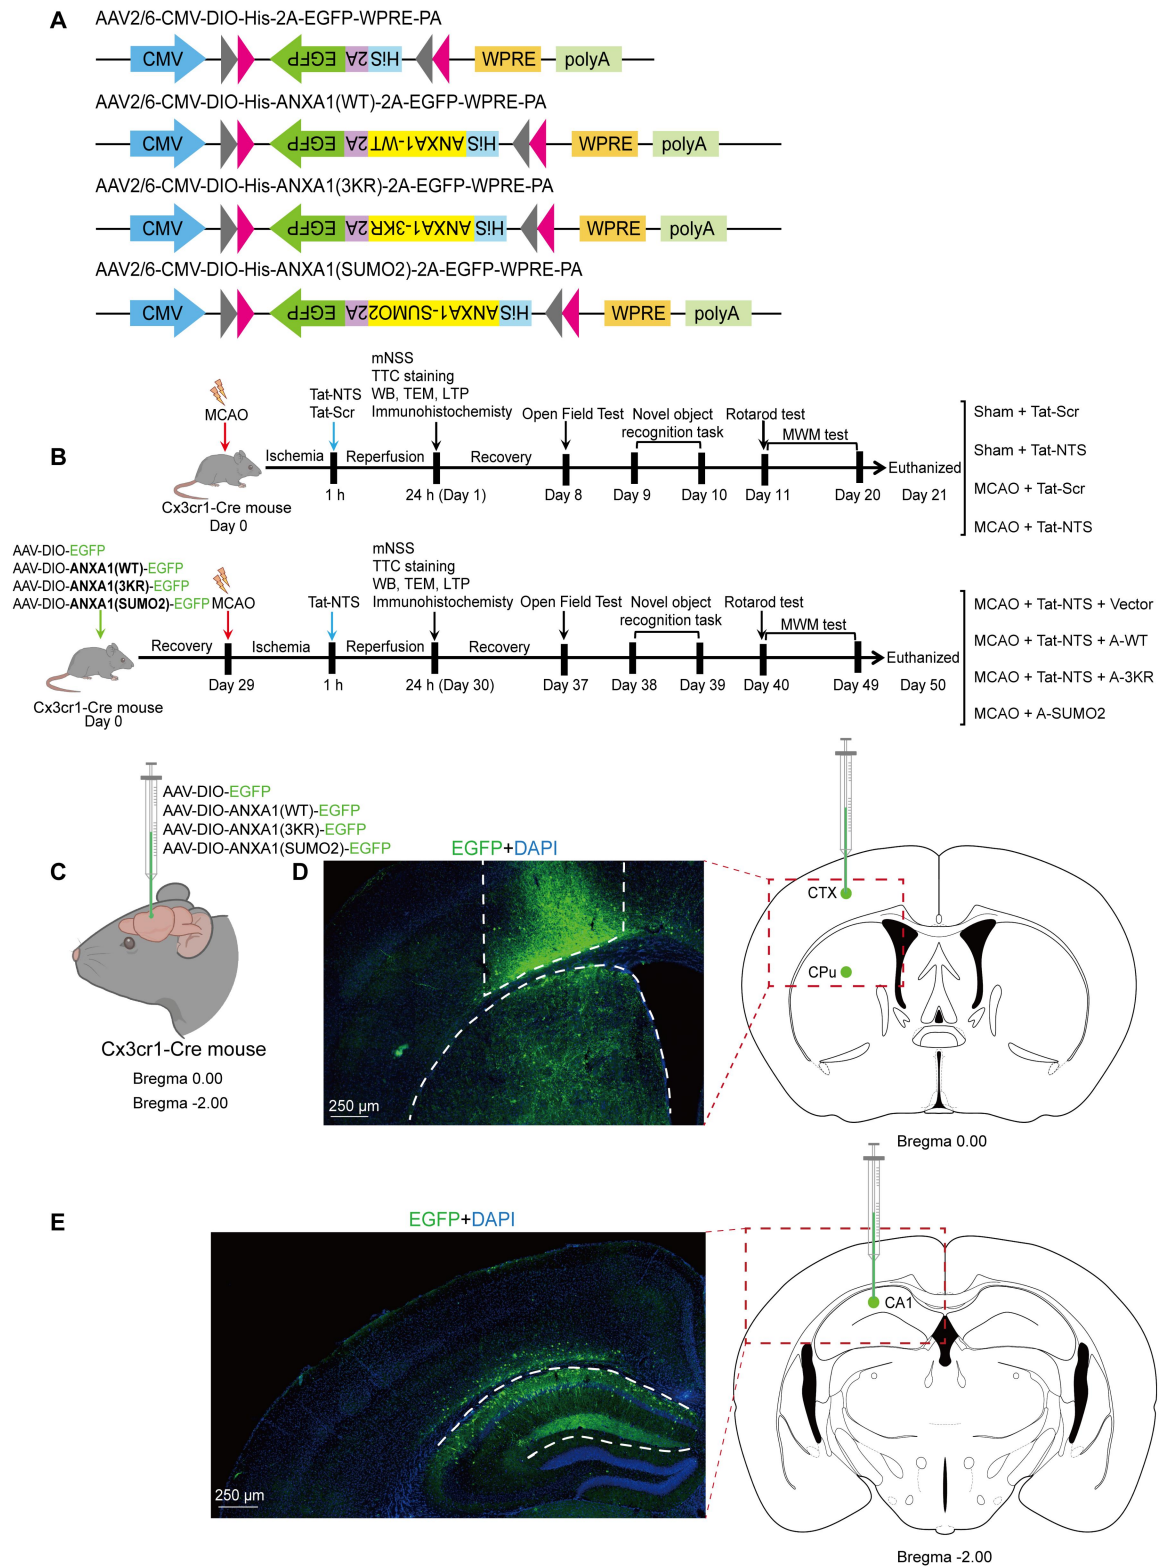 A
AAV2/6-CMV-DIO-His-2A-EGFP-WPRE-PA
CMV EGFP 2A HiS WPRE polyA
AAV2/6-CMV-DIO-His-ANXA1(WT)-2A-EGFP-WPRE-PA
CMV EGFP 2A ANXA1-WT HiS WPRE polyA
AAV2/6-CMV-DIO-His-ANXA1(3KR)-2A-EGFP-WPRE-PA
CMV EGFP 2A ANXA1-3KR HiS WPRE polyA
AAV2/6-CMV-DIO-His-ANXA1(SUMO2)-2A-EGFP-WPRE-PA
CMV EGFP 2A ANXA1-SUMO2 HiS WPRE polyA
B
MCAO
Cx3cr1-Cre mouse
Day 0
Ischemia
Tat-NTS
Tat-Scr
1 h
Reperfusion
mNSS
TTC staining
WB, TEM, LTP
Immunohistochemisty
24 h (Day 1)
Recovery
Open Field Test
Day 8
Novel object
recognition task
Day 9
Day 10
Rotarod test
Day 11
MWM test
Day 20
Euthanized
Day 21
Sham + Tat-Scr
Sham + Tat-NTS
MCAO + Tat-Scr
MCAO + Tat-NTS
AAV-DIO-EGFP
AAV-DIO-ANXA1(WT)-EGFP
AAV-DIO-ANXA1(3KR)-EGFP
AAV-DIO-ANXA1(SUMO2)-EGFP
Cx3cr1-Cre mouse
Day 0
Recovery
MCAO
Day 29
Ischemia
Tat-NTS
1 h
Reperfusion
mNSS
TTC staining
WB, TEM, LTP
Immunohistochemisty
24 h (Day 30)
Recovery
Open Field Test
Day 37
Novel object
recognition task
Day 38
Day 39
Rotarod test
Day 40
MWM test
Day 49
Euthanized
Day 50
MCAO + Tat-NTS + Vector
MCAO + Tat-NTS + A-WT
MCAO + Tat-NTS + A-3KR
MCAO + A-SUMO2
C
AAV-DIO-EGFP
AAV-DIO-ANXA1(WT)-EGFP
AAV-DIO-ANXA1(3KR)-EGFP
AAV-DIO-ANXA1(SUMO2)-EGFP
Cx3cr1-Cre mouse
Bregma 0.00
Bregma -2.00
D
EGFP+DAPI
250 µm
CTX
CPu
Bregma 0.00
E
EGFP+DAPI
250 µm
CA1
Bregma -2.00